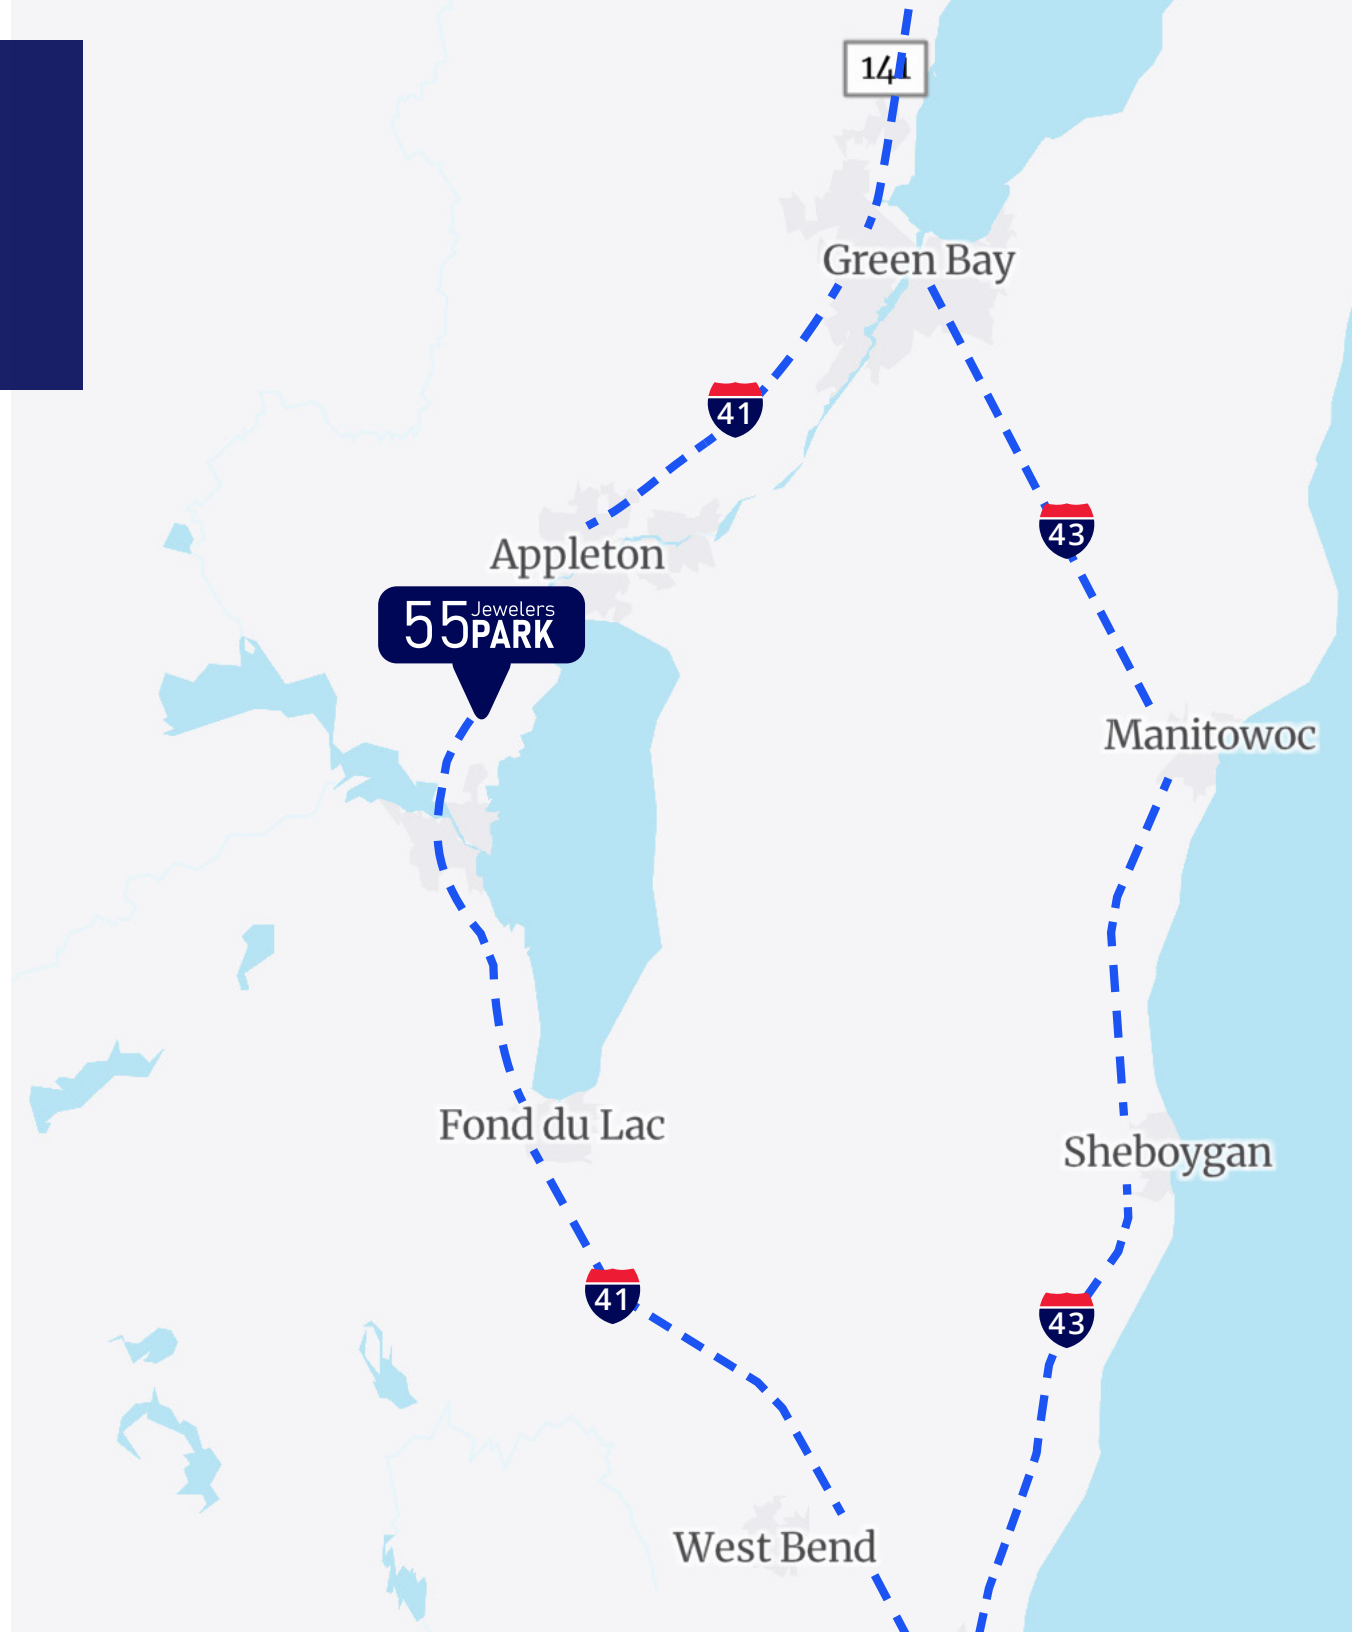 141
Green Bay
41
43
Appleton
55 Jewelers
PARK
Manitowoc
Fond du Lac
Sheboygan
41
43
West Bend